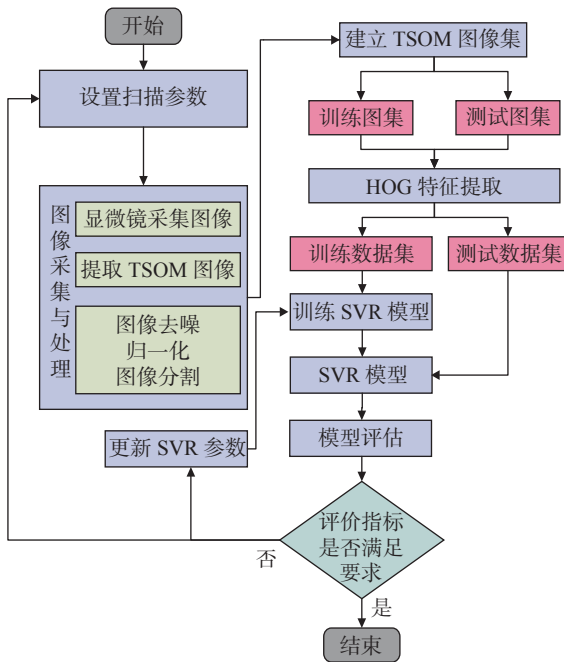 开始
设置扫描参数
图像采集与处理
显微镜采集图像
提取 TSOM 图像
图像去噪
归一化
图像分割
建立 TSOM 图像集
训练图集
测试图集
HOG 特征提取
训练数据集
测试数据集
训练 SVR 模型
SVR 模型
模型评估
更新 SVR 参数
评价指标
是否满足
要求
否
是
结束